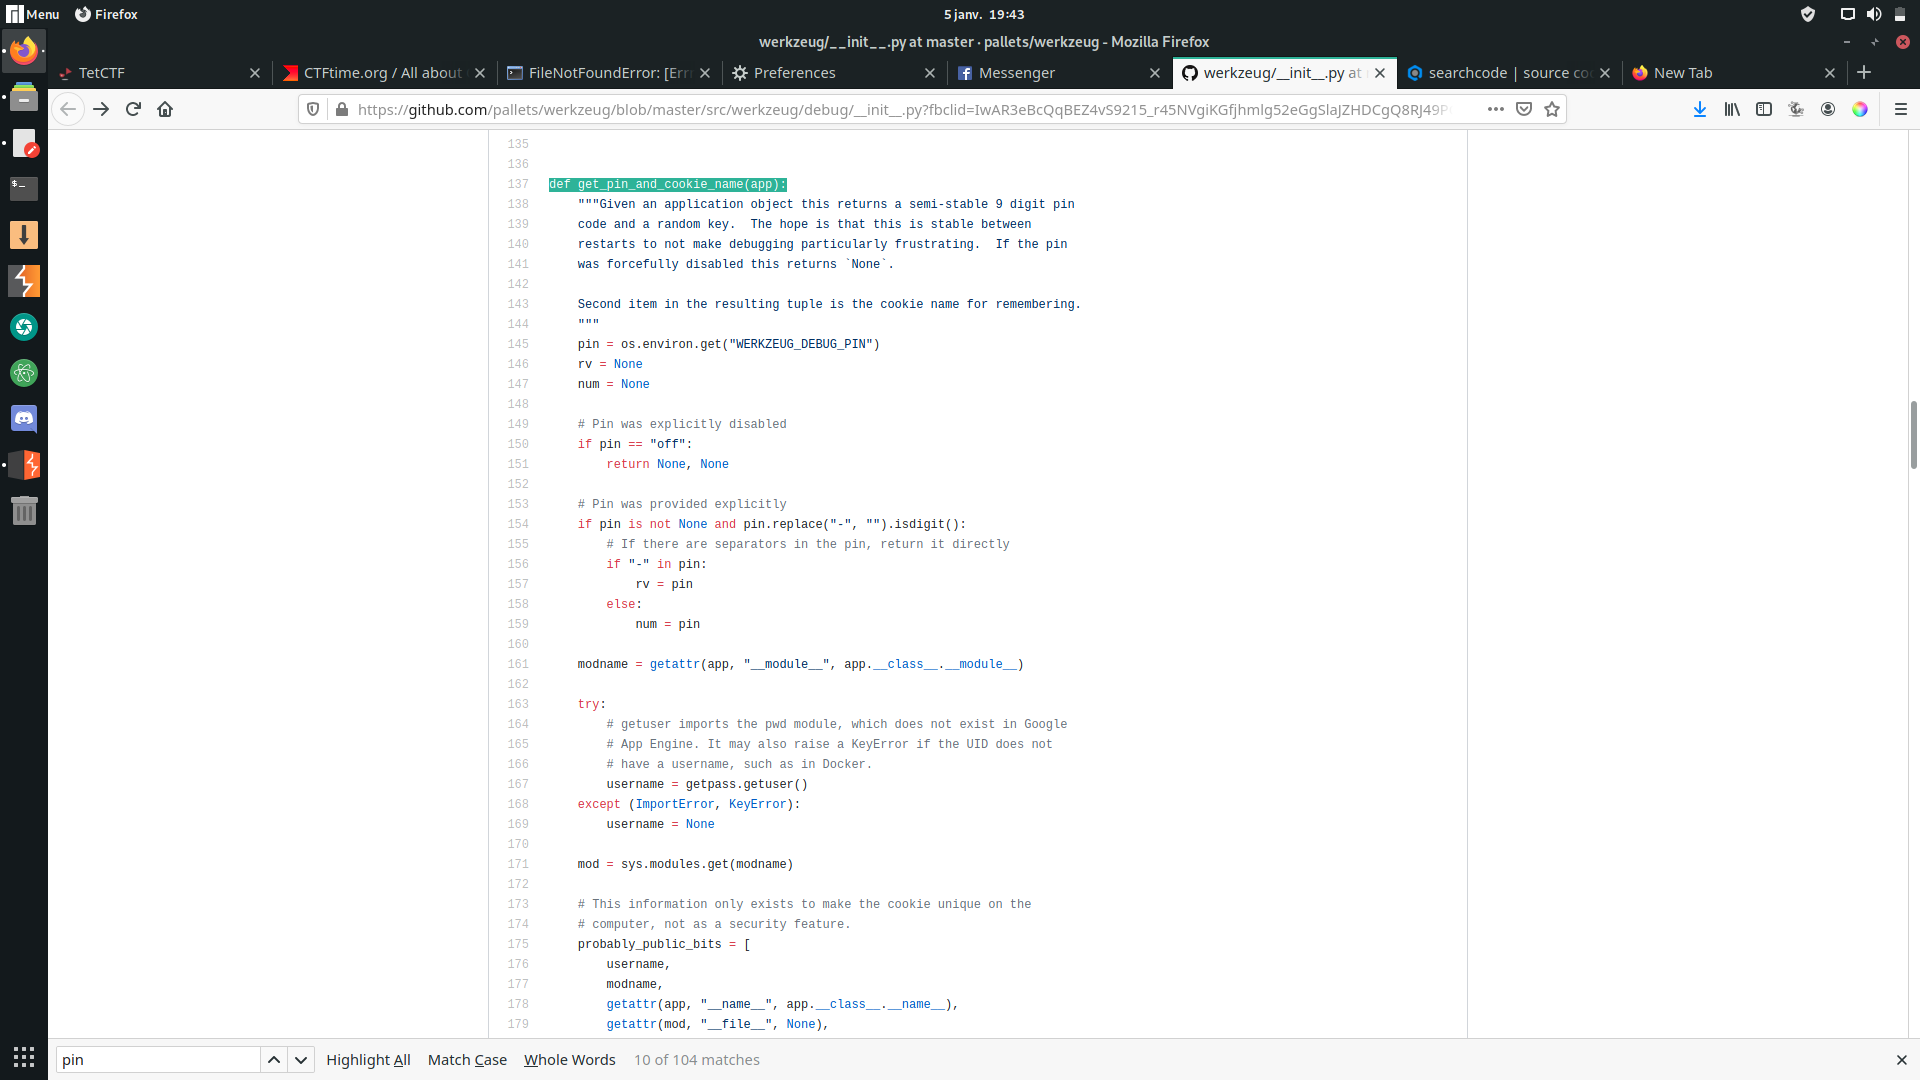 Menu Firefox 5 janv. 19:43
werkzeug/__init__.py at master · pallets/werkzeug - Mozilla Firefox
TetCTF CTFtime.org / All about FileNotFoundError: [Err Preferences Messenger werkzeug/__init__.py at searchcode | source co New Tab
https://github.com/pallets/werkzeug/blob/master/src/werkzeug/debug/__init__.py?fbclid=IwAR3eBcQqBEZ4vS9215_r45NVgiKGfjhmlg52eGgSlaJZHDCgQ8RJ49P
135
136
137 def get_pin_and_cookie_name(app):
138 """Given an application object this returns a semi-stable 9 digit pin
139 code and a random key. The hope is that this is stable between
140 restarts to not make debugging particularly frustrating. If the pin
141 was forcefully disabled this returns `None`.
142
143 Second item in the resulting tuple is the cookie name for remembering.
144 """
145 pin = os.environ.get("WERKZEUG_DEBUG_PIN")
146 rv = None
147 num = None
148
149 # Pin was explicitly disabled
150 if pin == "off":
151 return None, None
152
153 # Pin was provided explicitly
154 if pin is not None and pin.replace("-", "").isdigit():
155 # If there are separators in the pin, return it directly
156 if "-" in pin:
157 rv = pin
158 else:
159 num = pin
160
161 modname = getattr(app, "__module__", app.__class__.__module__)
162
163 try:
164 # getuser imports the pwd module, which does not exist in Google
165 # App Engine. It may also raise a KeyError if the UID does not
166 # have a username, such as in Docker.
167 username = getpass.getuser()
168 except (ImportError, KeyError):
169 username = None
170
171 mod = sys.modules.get(modname)
172
173 # This information only exists to make the cookie unique on the
174 # computer, not as a security feature.
175 probably_public_bits = [
176 username,
177 modname,
178 getattr(app, "__name__", app.__class__.__name__),
179 getattr(mod, "__file__", None),
pin Highlight All Match Case Whole Words 10 of 104 matches